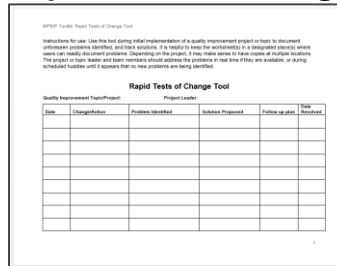 MPSIP Toolkit: Rapid Tests of Change Tool
Instructions for use: Use this tool during initial implementation of a quality improvement project or topic to document
unforeseen problems identified, and track solutions. It is helpful to keep the worksheet(s) in a designated place(s) where
users can readily document problems. Depending on the project, it may make sense to have copies at multiple locations.
The project or topic leader and team members should address the problems in real time if they are available, or during
scheduled huddles until it appears that no new problems are being identified.
Rapid Tests of Change Tool
Quality Improvement Topic/Project: Project Leader:
Date Change/Action Problem Identified Solution Proposed Follow up plan Date Resolved